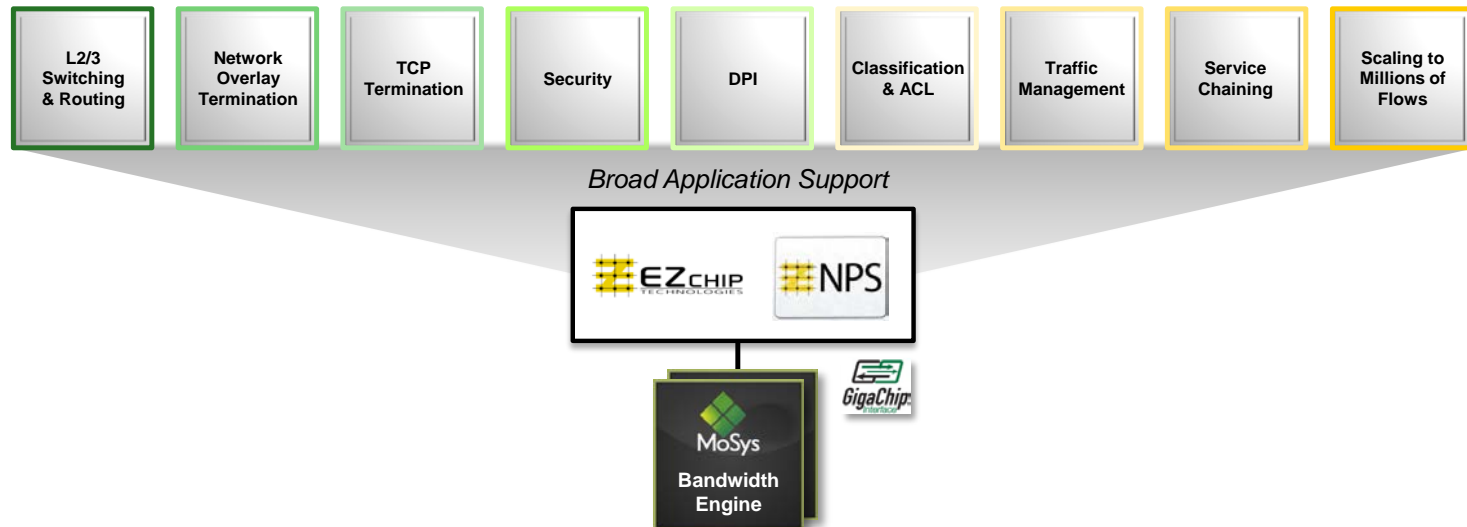 L2/3
Switching
& Routing
Network
Overlay
Termination
TCP
Termination
Security
DPI
Classification
& ACL
Traffic
Management
Service
Chaining
Scaling to
Millions of
Flows
Broad Application Support
EZCHIP
TECHNOLOGIES
NPS
GigaChip
Interface
MoSys
Bandwidth
Engine